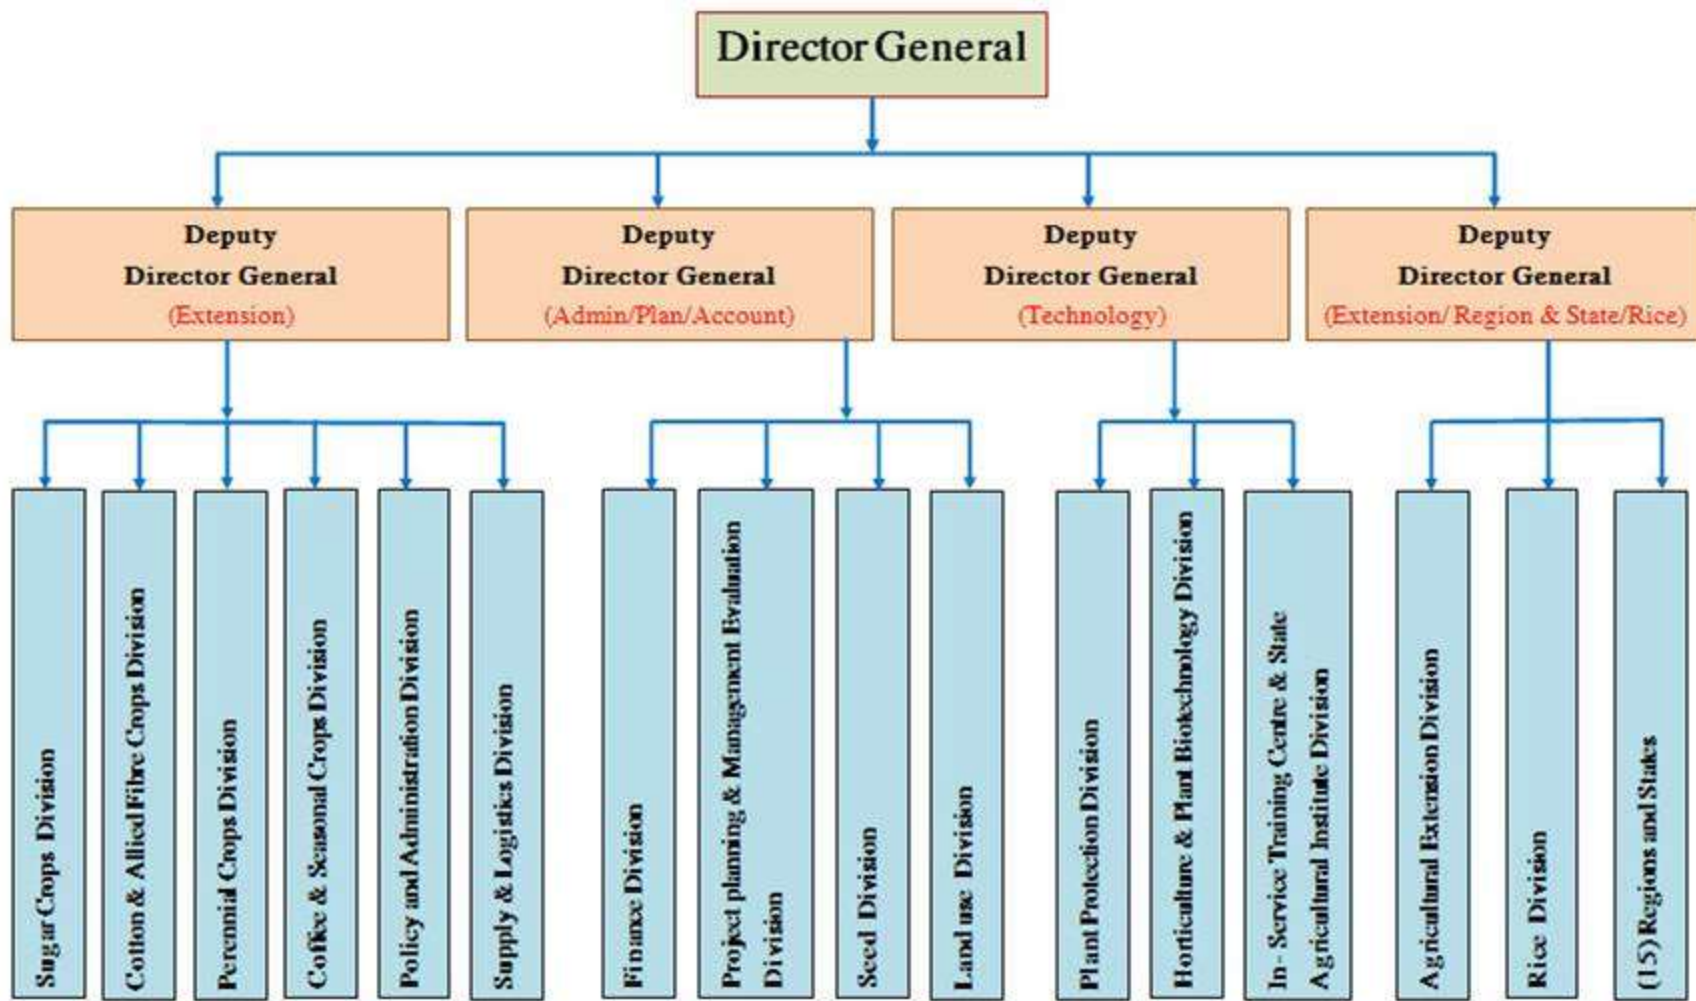 Director General
Deputy
Director General
(Extension)
Deputy
Director General
(Admin/Plan/Account)
Deputy
Director General
(Technology)
Deputy
Director General
(Extension/ Region & State/Rice)
Sugar Crops Division
Cotton & Allied Fibre Crops Division
Perennial Crops Division
Coffee & Seasonal Crops Division
Policy and Administration Division
Supply & Logistics Division
Finance Division
Project planning & Management Evaluation
Division
Seed Division
Land use Division
Plant Protection Division
Horticulture & Plant Biotechnology Division
In- Service Training Centre & State
Agricultural Institute Division
Agricultural Extension Division
Rice Division
(15) Regions and States